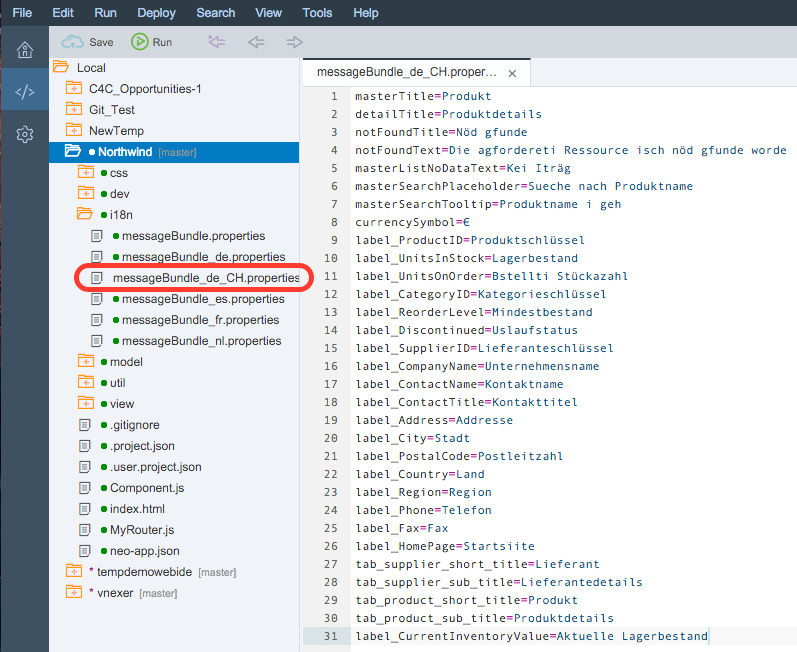 File Edit Run Deploy Search View Tools Help
Save Run
Local
C4C_Opportunities-1
Git_Test
NewTemp
Northwind [master]
css
dev
i18n
messageBundle.properties
messageBundle_de.properties
messageBundle_de_CH.properties
messageBundle_es.properties
messageBundle_fr.properties
messageBundle_nl.properties
model
util
view
.gitignore
.project.json
.user.project.json
Component.js
index.html
MyRouter.js
neo-app.json
* tempdemowebide [master]
* vnexer [master]
messageBundle_de_CH.proper... ×
1 masterTitle=Produkt
2 detailTitle=Produktdetails
3 notFoundTitle=Nöd gfunde
4 notFoundText=Die agfordereti Ressource isch nöd gfunde worde
5 masterListNoDataText=Kei Iträg
6 masterSearchPlaceholder=Sueche nach Produktname
7 masterSearchTooltip=Produktname i geh
8 currencySymbol=€
9 label_ProductID=Produktschlüssel
10 label_UnitsInStock=Lagerbestand
11 label_UnitsOnOrder=Bstellti Stückazahl
12 label_CategoryID=Kategorieschlüssel
13 label_ReorderLevel=Mindestbestand
14 label_Discontinued=Uslaufstatus
15 label_SupplierID=Lieferanteschlüssel
16 label_CompanyName=Unternehmensname
17 label_ContactName=Kontaktname
18 label_ContactTitle=Kontakttitel
19 label_Address=Addresse
20 label_City=Stadt
21 label_PostalCode=Postleitzahl
22 label_Country=Land
23 label_Region=Region
24 label_Phone=Telefon
25 label_Fax=Fax
26 label_HomePage=Startsiite
27 tab_supplier_short_title=Lieferant
28 tab_supplier_sub_title=Lieferantedetails
29 tab_product_short_title=Produkt
30 tab_product_sub_title=Produktdetails
31 label_CurrentInventoryValue=Aktuelle Lagerbestand